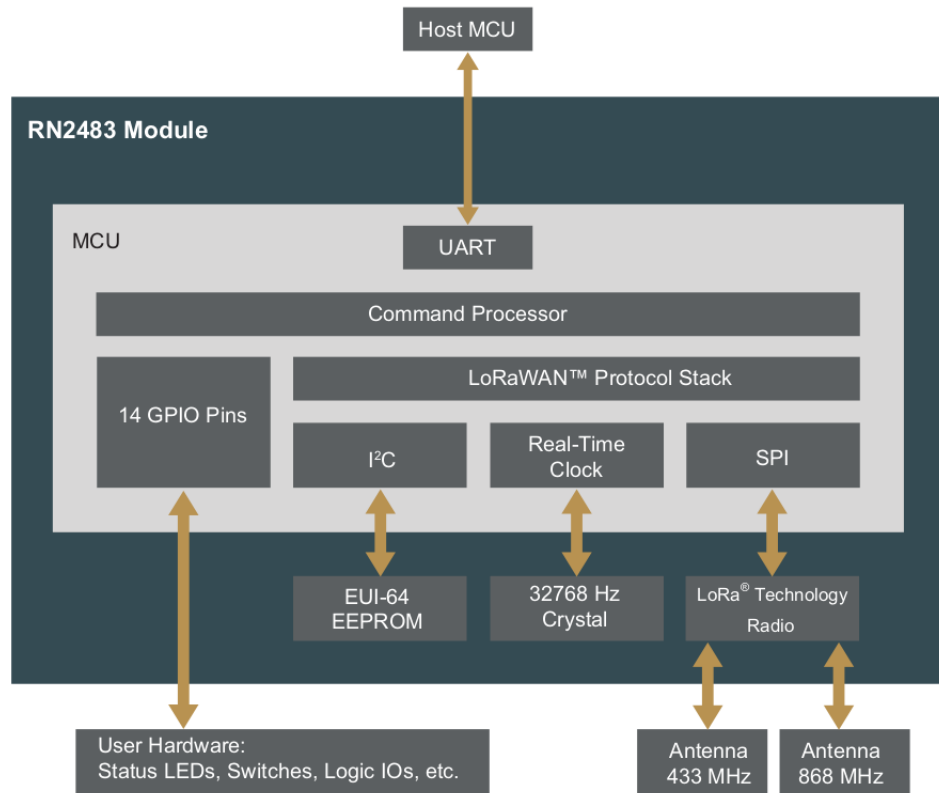 Host MCU
RN2483 Module
MCU
UART
Command Processor
14 GPIO Pins
LoRaWAN™ Protocol Stack
I²C
Real-Time
Clock
SPI
EUI-64
EEPROM
32768 Hz
Crystal
LoRa® Technology
Radio
User Hardware:
Status LEDs, Switches, Logic IOs, etc.
Antenna
433 MHz
Antenna
868 MHz